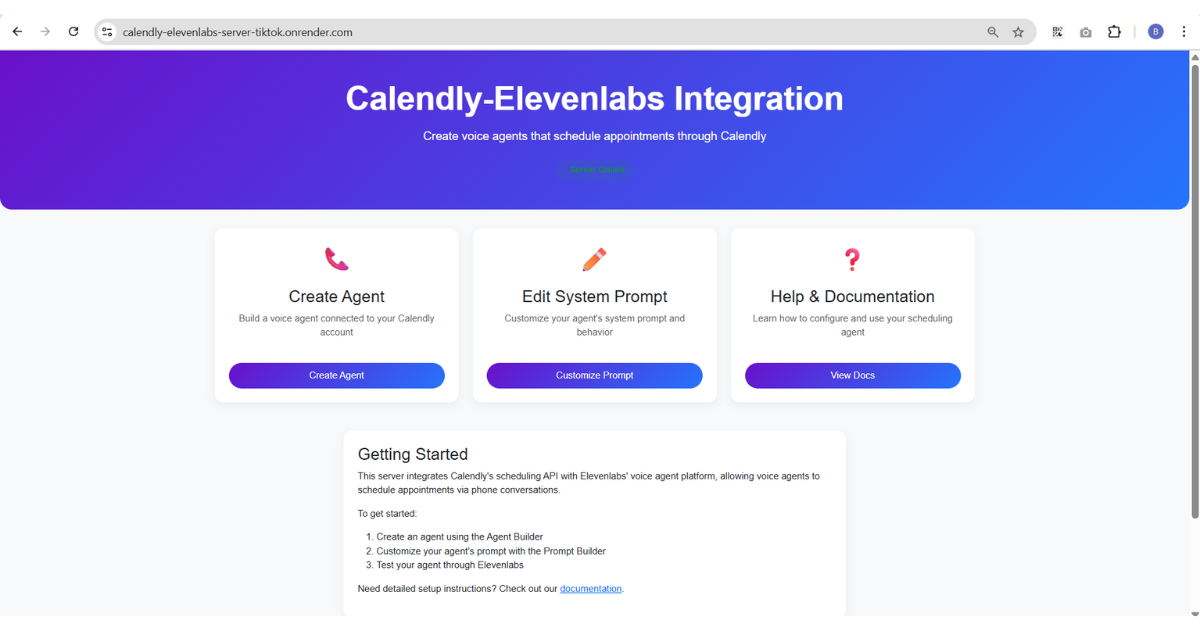 calendly-elevenlabs-server-tiktok.onrender.com
B
Calendly-Elevenlabs Integration
Create voice agents that schedule appointments through Calendly
Create Agent
Build a voice agent connected to your Calendly
account
Create Agent
Edit System Prompt
Customize your agent's system prompt and
behavior
Customize Prompt
Help & Documentation
Learn how to configure and use your scheduling
agent
View Docs
Getting Started
This server integrates Calendly's scheduling API with Elevenlabs' voice agent platform, allowing voice agents to
schedule appointments via phone conversations.
To get started:
1. Create an agent using the Agent Builder
2. Customize your agent's prompt with the Prompt Builder
3. Test your agent through Elevenlabs
Need detailed setup instructions? Check out our documentation.